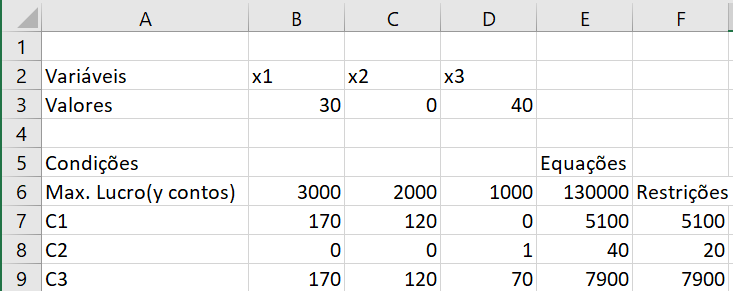 A B C D E F
1
2 Variáveis x1 x2 x3
3 Valores 30 0 40
4
5 Condições Equações
6 Max. Lucro(y contos) 3000 2000 1000 130000 Restrições
7 C1 170 120 0 5100 5100
8 C2 0 0 1 40 20
9 C3 170 120 70 7900 7900